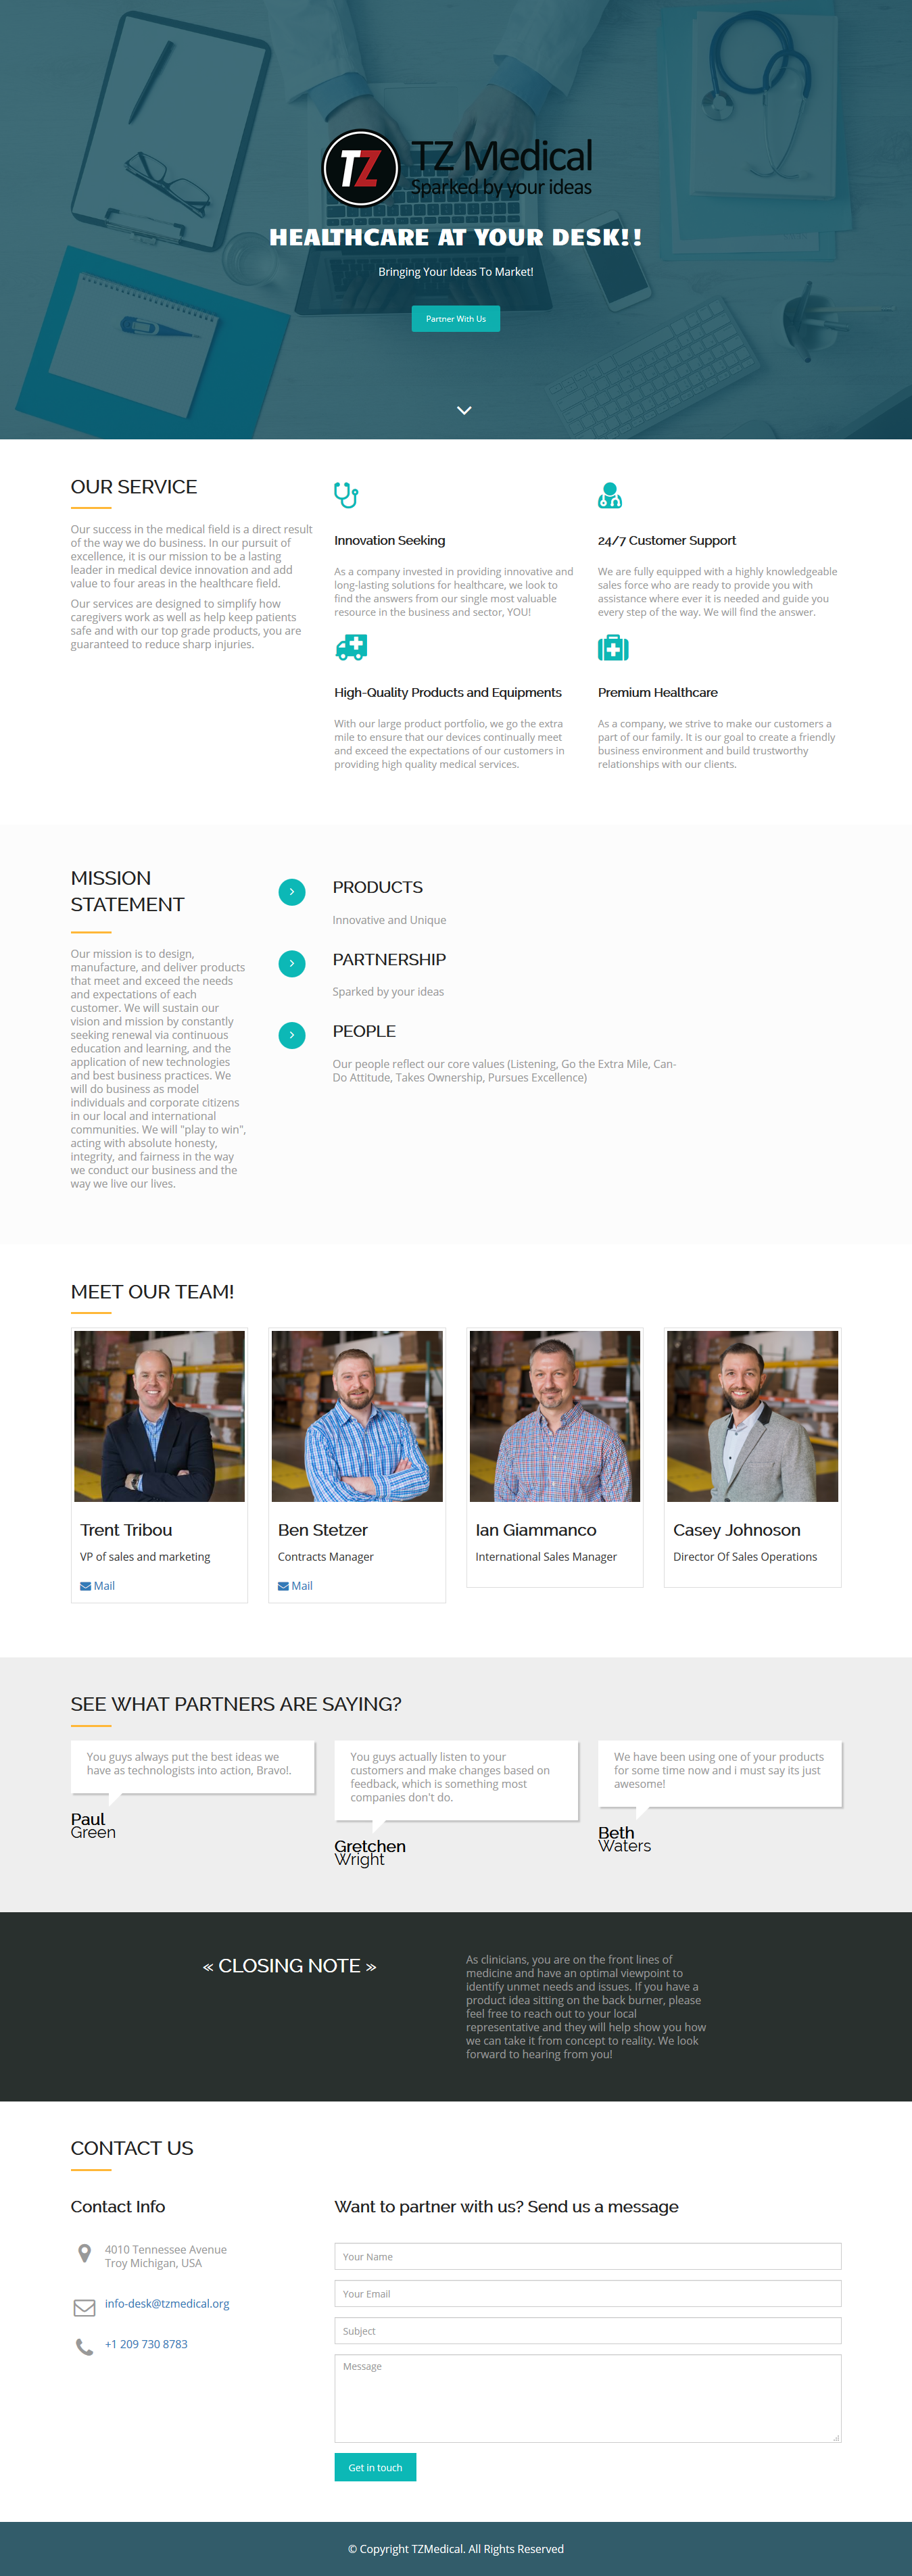 TZ TZ Medical
Sparked by your ideas
HEALTHCARE AT YOUR DESK!!
Bringing Your Ideas To Market!
Partner With Us
OUR SERVICE
Our success in the medical field is a direct result
of the way we do business. In our pursuit of
excellence, it is our mission to be a lasting
leader in medical device innovation and add
value to four areas in the healthcare field.
Our services are designed to simplify how
caregivers work as well as help keep patients
safe and with our top grade products, you are
guaranteed to reduce sharp injuries.
Innovation Seeking
As a company invested in providing innovative and
long-lasting solutions for healthcare, we look to
find the answers from our single most valuable
resource in the business and sector, YOU!
24/7 Customer Support
We are fully equipped with a highly knowledgeable
sales force who are ready to provide you with
assistance where ever it is needed and guide you
every step of the way. We will find the answer.
High-Quality Products and Equipments
With our large product portfolio, we go the extra
mile to ensure that our devices continually meet
and exceed the expectations of our customers in
providing high quality medical services.
Premium Healthcare
As a company, we strive to make our customers a
part of our family. It is our goal to create a friendly
business environment and build trustworthy
relationships with our clients.
MISSION
STATEMENT
Our mission is to design,
manufacture, and deliver products
that meet and exceed the needs
and expectations of each
customer. We will sustain our
vision and mission by constantly
seeking renewal via continuous
education and learning, and the
application of new technologies
and best business practices. We
will do business as model
individuals and corporate citizens
in our local and international
communities. We will "play to win",
acting with absolute honesty,
integrity, and fairness in the way
we conduct our business and the
way we live our lives.
PRODUCTS
Innovative and Unique
PARTNERSHIP
Sparked by your ideas
PEOPLE
Our people reflect our core values (Listening, Go the Extra Mile, Can-
Do Attitude, Takes Ownership, Pursues Excellence)
MEET OUR TEAM!
Trent Tribou
VP of sales and marketing
Mail
Ben Stetzer
Contracts Manager
Mail
Ian Giammanco
International Sales Manager
Casey Johnoson
Director Of Sales Operations
SEE WHAT PARTNERS ARE SAYING?
You guys always put the best ideas we
have as technologists into action, Bravo!.
Paul
Green
You guys actually listen to your
customers and make changes based on
feedback, which is something most
companies don't do.
Gretchen
Wright
We have been using one of your products
for some time now and i must say its just
awesome!
Beth
Waters
« CLOSING NOTE »
As clinicians, you are on the front lines of
medicine and have an optimal viewpoint to
identify unmet needs and issues. If you have a
product idea sitting on the back burner, please
feel free to reach out to your local
representative and they will help show you how
we can take it from concept to reality. We look
forward to hearing from you!
CONTACT US
Contact Info
4010 Tennessee Avenue
Troy Michigan, USA
info-desk@tzmedical.org
+1 209 730 8783
Want to partner with us? Send us a message
Your Name
Your Email
Subject
Message
Get in touch
© Copyright TZMedical. All Rights Reserved